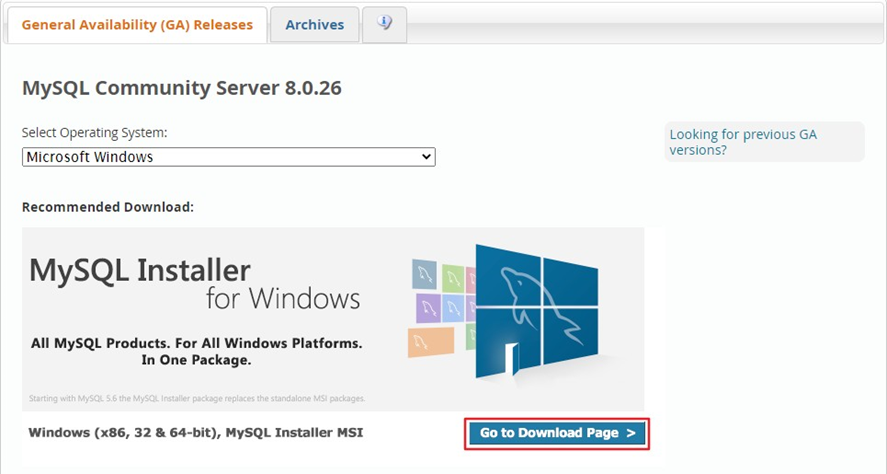 General Availability (GA) Releases
Archives
MySQL Community Server 8.0.26
Select Operating System:
Microsoft Windows
Looking for previous GA
versions?
Recommended Download:
MySQL Installer
for Windows
All MySQL Products. For All Windows Platforms.
In One Package.
Starting with MySQL 5.6 the MySQL Installer package replaces the standalone MSI packages.
Windows (x86, 32 & 64-bit), MySQL Installer MSI
Go to Download Page >